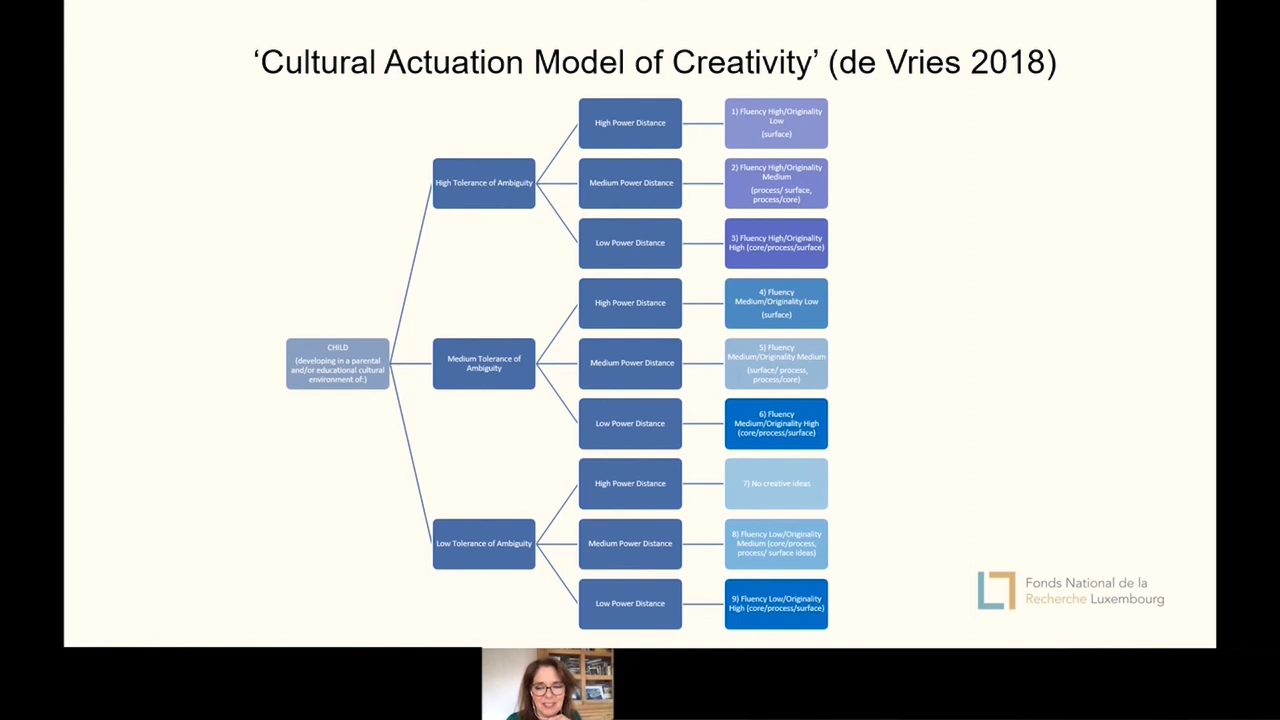 ‘Cultural Actuation Model of Creativity’ (de Vries 2018)
CHILD
(developing in a parental
and/or educational cultural
environment of:)
High Tolerance of Ambiguity
High Power Distance
1) Fluency High/Originality
Low
(surface)
Medium Power Distance
2) Fluency High/Originality
Medium
(process/ surface,
process/core)
Low Power Distance
3) Fluency High/Originality
High (core/process/surface)
Medium Tolerance of
Ambiguity
High Power Distance
4) Fluency
Medium/Originality Low
(surface)
Medium Power Distance
5) Fluency
Medium/Originality Medium
(surface/ process,
process/core)
Low Power Distance
6) Fluency
Medium/Originality High
(core/process/surface)
Low Tolerance of Ambiguity
High Power Distance
7) No creative ideas
Medium Power Distance
8) Fluency Low/Originality
Medium (core/process,
process/ surface ideas)
Low Power Distance
9) Fluency Low/Originality
High (core/process/surface)
Fonds National de la
Recherche Luxembourg